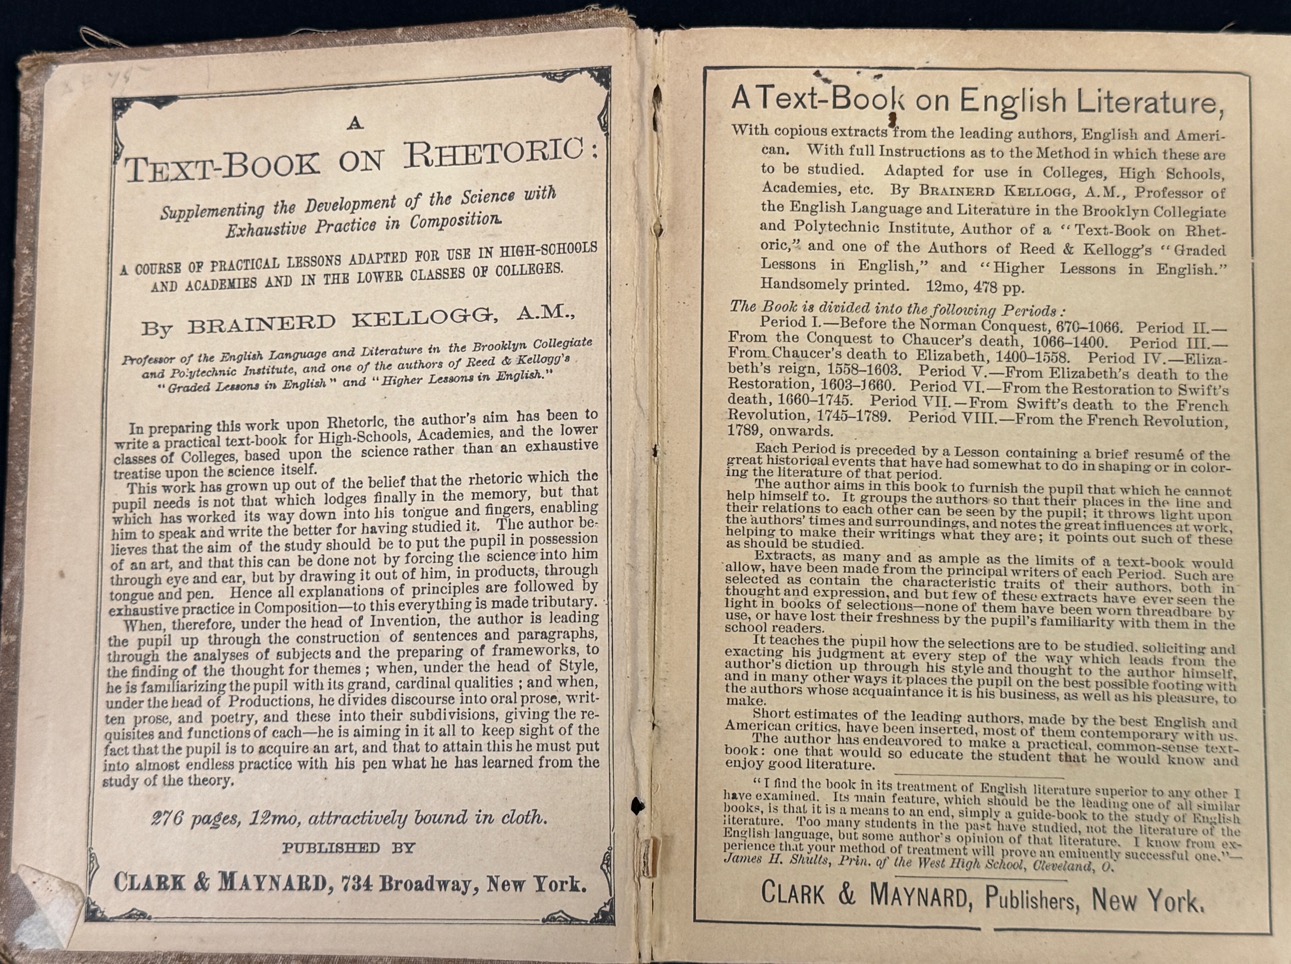 A
TEXT-BOOK ON RHETORIC:
Supplementing the Development of the Science with
Exhaustive Practice in Composition.
A COURSE OF PRACTICAL LESSONS ADAPTED FOR USE IN HIGH-SCHOOLS
AND ACADEMIES AND IN THE LOWER CLASSES OF COLLEGES.
By BRAINERD KELLOGG, A.M.,
Professor of the English Language and Literature in the Brooklyn Collegiate
and Polytechnic Institute, and one of the authors of Reed & Kellogg's
"Graded Lessons in English" and "Higher Lessons in English."
In preparing this work upon Rhetoric, the author's aim has been to
write a practical text-book for High-Schools, Academies, and the lower
classes of Colleges, based upon the science rather than an exhaustive
treatise upon the science itself.
This work has grown up out of the belief that the rhetoric which the
pupil needs is not that which lodges finally in the memory, but that
which has worked its way down into his tongue and fingers, enabling
him to speak and write the better for having studied it. The author be-
lieves that the aim of the study should be to put the pupil in possession
of an art, and that this can be done not by forcing the science into him
through eye and ear, but by drawing it out of him, in products, through
tongue and pen. Hence all explanations of principles are followed by
exhaustive practice in Composition—to this everything is made tributary.
When, therefore, under the head of Invention, the author is leading
the pupil up through the construction of sentences and paragraphs,
through the analyses of subjects and the preparing of frameworks, to
the finding of the thought for themes; when, under the head of Style,
he is familiarizing the pupil with its grand, cardinal qualities; and when,
under the head of Productions, he divides discourse into oral prose, writ-
ten prose, and poetry, and these into their subdivisions, giving the re-
quisites and functions of each—he is aiming in it all to keep sight of the
fact that the pupil is to acquire an art, and that to attain this he must put
into almost endless practice with his pen what he has learned from the
study of the theory.
276 pages, 12mo, attractively bound in cloth.
PUBLISHED BY
CLARK & MAYNARD, 734 Broadway, New York.
A Text-Book on English Literature,
With copious extracts from the leading authors, English and Ameri-
can. With full Instructions as to the Method in which these are
to be studied. Adapted for use in Colleges, High Schools,
Academies, etc. By BRAINERD KELLOGG, A.M., Professor of
the English Language and Literature in the Brooklyn Collegiate
and Polytechnic Institute, Author of a "Text-Book on Rhet-
oric," and one of the Authors of Reed & Kellogg's "Graded
Lessons in English," and "Higher Lessons in English."
Handsomely printed. 12mo, 478 pp.
The Book is divided into the following Periods:
Period I.—Before the Norman Conquest, 670-1066. Period II.—
From the Conquest to Chaucer's death, 1066-1400. Period III.—
From Chaucer's death to Elizabeth, 1400-1558. Period IV.—Eliza-
beth's reign, 1558-1603. Period V.—From Elizabeth's death to the
Restoration, 1603-1660. Period VI.—From the Restoration to Swift's
death, 1660-1745. Period VII.—From Swift's death to the French
Revolution, 1745-1789. Period VIII.—From the French Revolution,
1789, onwards.
Each Period is preceded by a Lesson containing a brief resumé of the
great historical events that have had somewhat to do in shaping or in color-
ing the literature of that period.
The author aims in this book to furnish the pupil that which he cannot
help himself to. It groups the authors so that their places in the line and
their relations to each other can be seen by the pupil; it throws light upon
the authors' times and surroundings, and notes the great influences at work,
helping to make their writings what they are; it points out such of these
as should be studied.
Extracts, as many and as ample as the limits of a text-book would
allow, have been made from the principal writers of each Period. Such are
selected as contain the characteristic traits of their authors, both in
thought and expression, and but few of these extracts have ever seen the
light in books of selections—none of them have been worn threadbare by
use, or have lost their freshness by the pupil's familiarity with them in the
school readers.
It teaches the pupil how the selections are to be studied, soliciting and
exacting his judgment at every step of the way which leads from the
author's diction up through his style and thought to the author himself,
and in many other ways it places the pupil on the best possible footing with
the authors whose acquaintance it is his business, as well as his pleasure, to
make.
Short estimates of the leading authors, made by the best English and
American critics, have been inserted, most of them contemporary with us.
The author has endeavored to make a practical, common-sense text-
book: one that would so educate the student that he would know and
enjoy good literature.
"I find the book in its treatment of English literature superior to any other I
have examined. Its main feature, which should be the leading one of all similar
books, is that it is a means to an end, simply a guide-book to the study of English
literature. Too many students in the past have studied, not the literature of the
English language, but some author's opinion of that literature. I know from ex-
perience that your method of treatment will prove an eminently successful one."—
James H. Shults, Prin. of the West High School, Cleveland, O.
CLARK & MAYNARD, Publishers, New York.